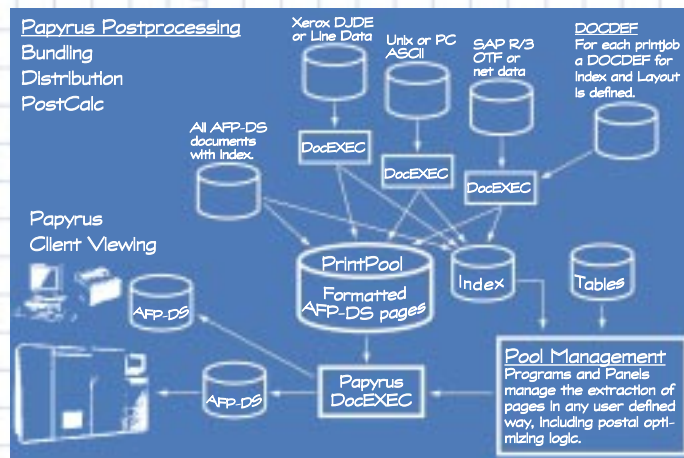 Papyrus Postprocessing
Bundling
Distribution
PostCalc
Xerox DJDE
or Line Data
Unix or PC
ASCII
SAP R/3
OTF or
net data
DOCDEF
For each printjob
a DOCDEF for
Index and Layout
is defined.
All AFP-DS
documents
with Index.
DocEXEC
DocEXEC
DocEXEC
Papyrus
Client Viewing
PrintPool
Formatted
AFP-DS pages
Index
Tables
AFP-DS
Pool Management
Programs and Panels
manage the extraction of
pages in any user defined
way, including postal opti-
mizing logic.
Papyrus
DocEXEC
AFP-DS